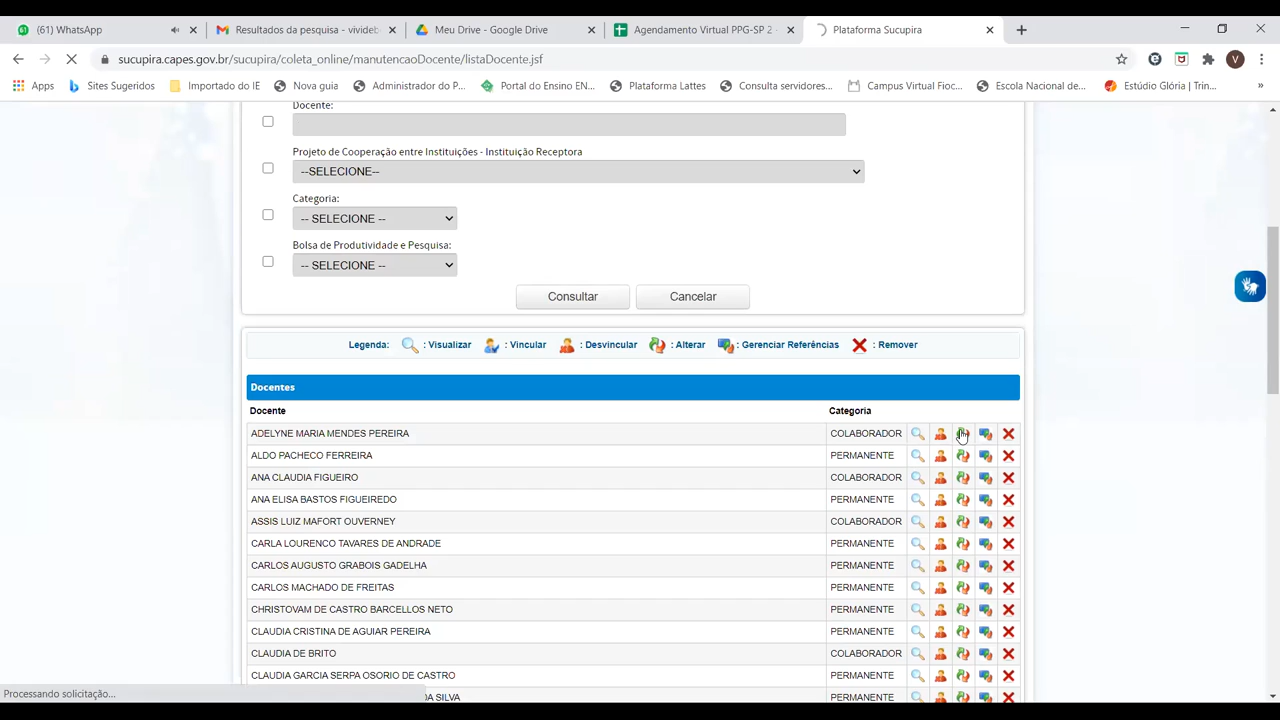 (61) WhatsApp
Resultados da pesquisa - vivideb
Meu Drive - Google Drive
Agendamento Virtual PPG-SP 2
Plataforma Sucupira
sucupira.capes.gov.br/sucupira/coleta_online/manutencaoDocente/listaDocente.jsf
V
Apps
Sites Sugeridos
Importado do IE
Nova guia
Administrador do P...
Portal do Ensino EN...
Plataforma Lattes
Consulta servidores...
Campus Virtual Fioc...
Escola Nacional de...
Estúdio Glória | Trin...
»
Docente:
Projeto de Cooperação entre Instituições - Instituição Receptora
--SELECIONE--
Categoria:
-- SELECIONE --
Bolsa de Produtividade e Pesquisa:
-- SELECIONE --
Consultar
Cancelar
Legenda: : Visualizar : Vincular : Desvincular : Alterar : Gerenciar Referências : Remover
Docentes
Docente Categoria
ADELYNE MARIA MENDES PEREIRA COLABORADOR
ALDO PACHECO FERREIRA PERMANENTE
ANA CLAUDIA FIGUEIRO COLABORADOR
ANA ELISA BASTOS FIGUEIREDO PERMANENTE
ASSIS LUIZ MAFORT OUVERNEY COLABORADOR
CARLA LOURENCO TAVARES DE ANDRADE PERMANENTE
CARLOS AUGUSTO GRABOIS GADELHA PERMANENTE
CARLOS MACHADO DE FREITAS PERMANENTE
CHRISTOVAM DE CASTRO BARCELLOS NETO PERMANENTE
CLAUDIA CRISTINA DE AGUIAR PEREIRA PERMANENTE
CLAUDIA DE BRITO COLABORADOR
CLAUDIA GARCIA SERPA OSORIO DE CASTRO PERMANENTE
DA SILVA PERMANENTE
Processando solicitação...